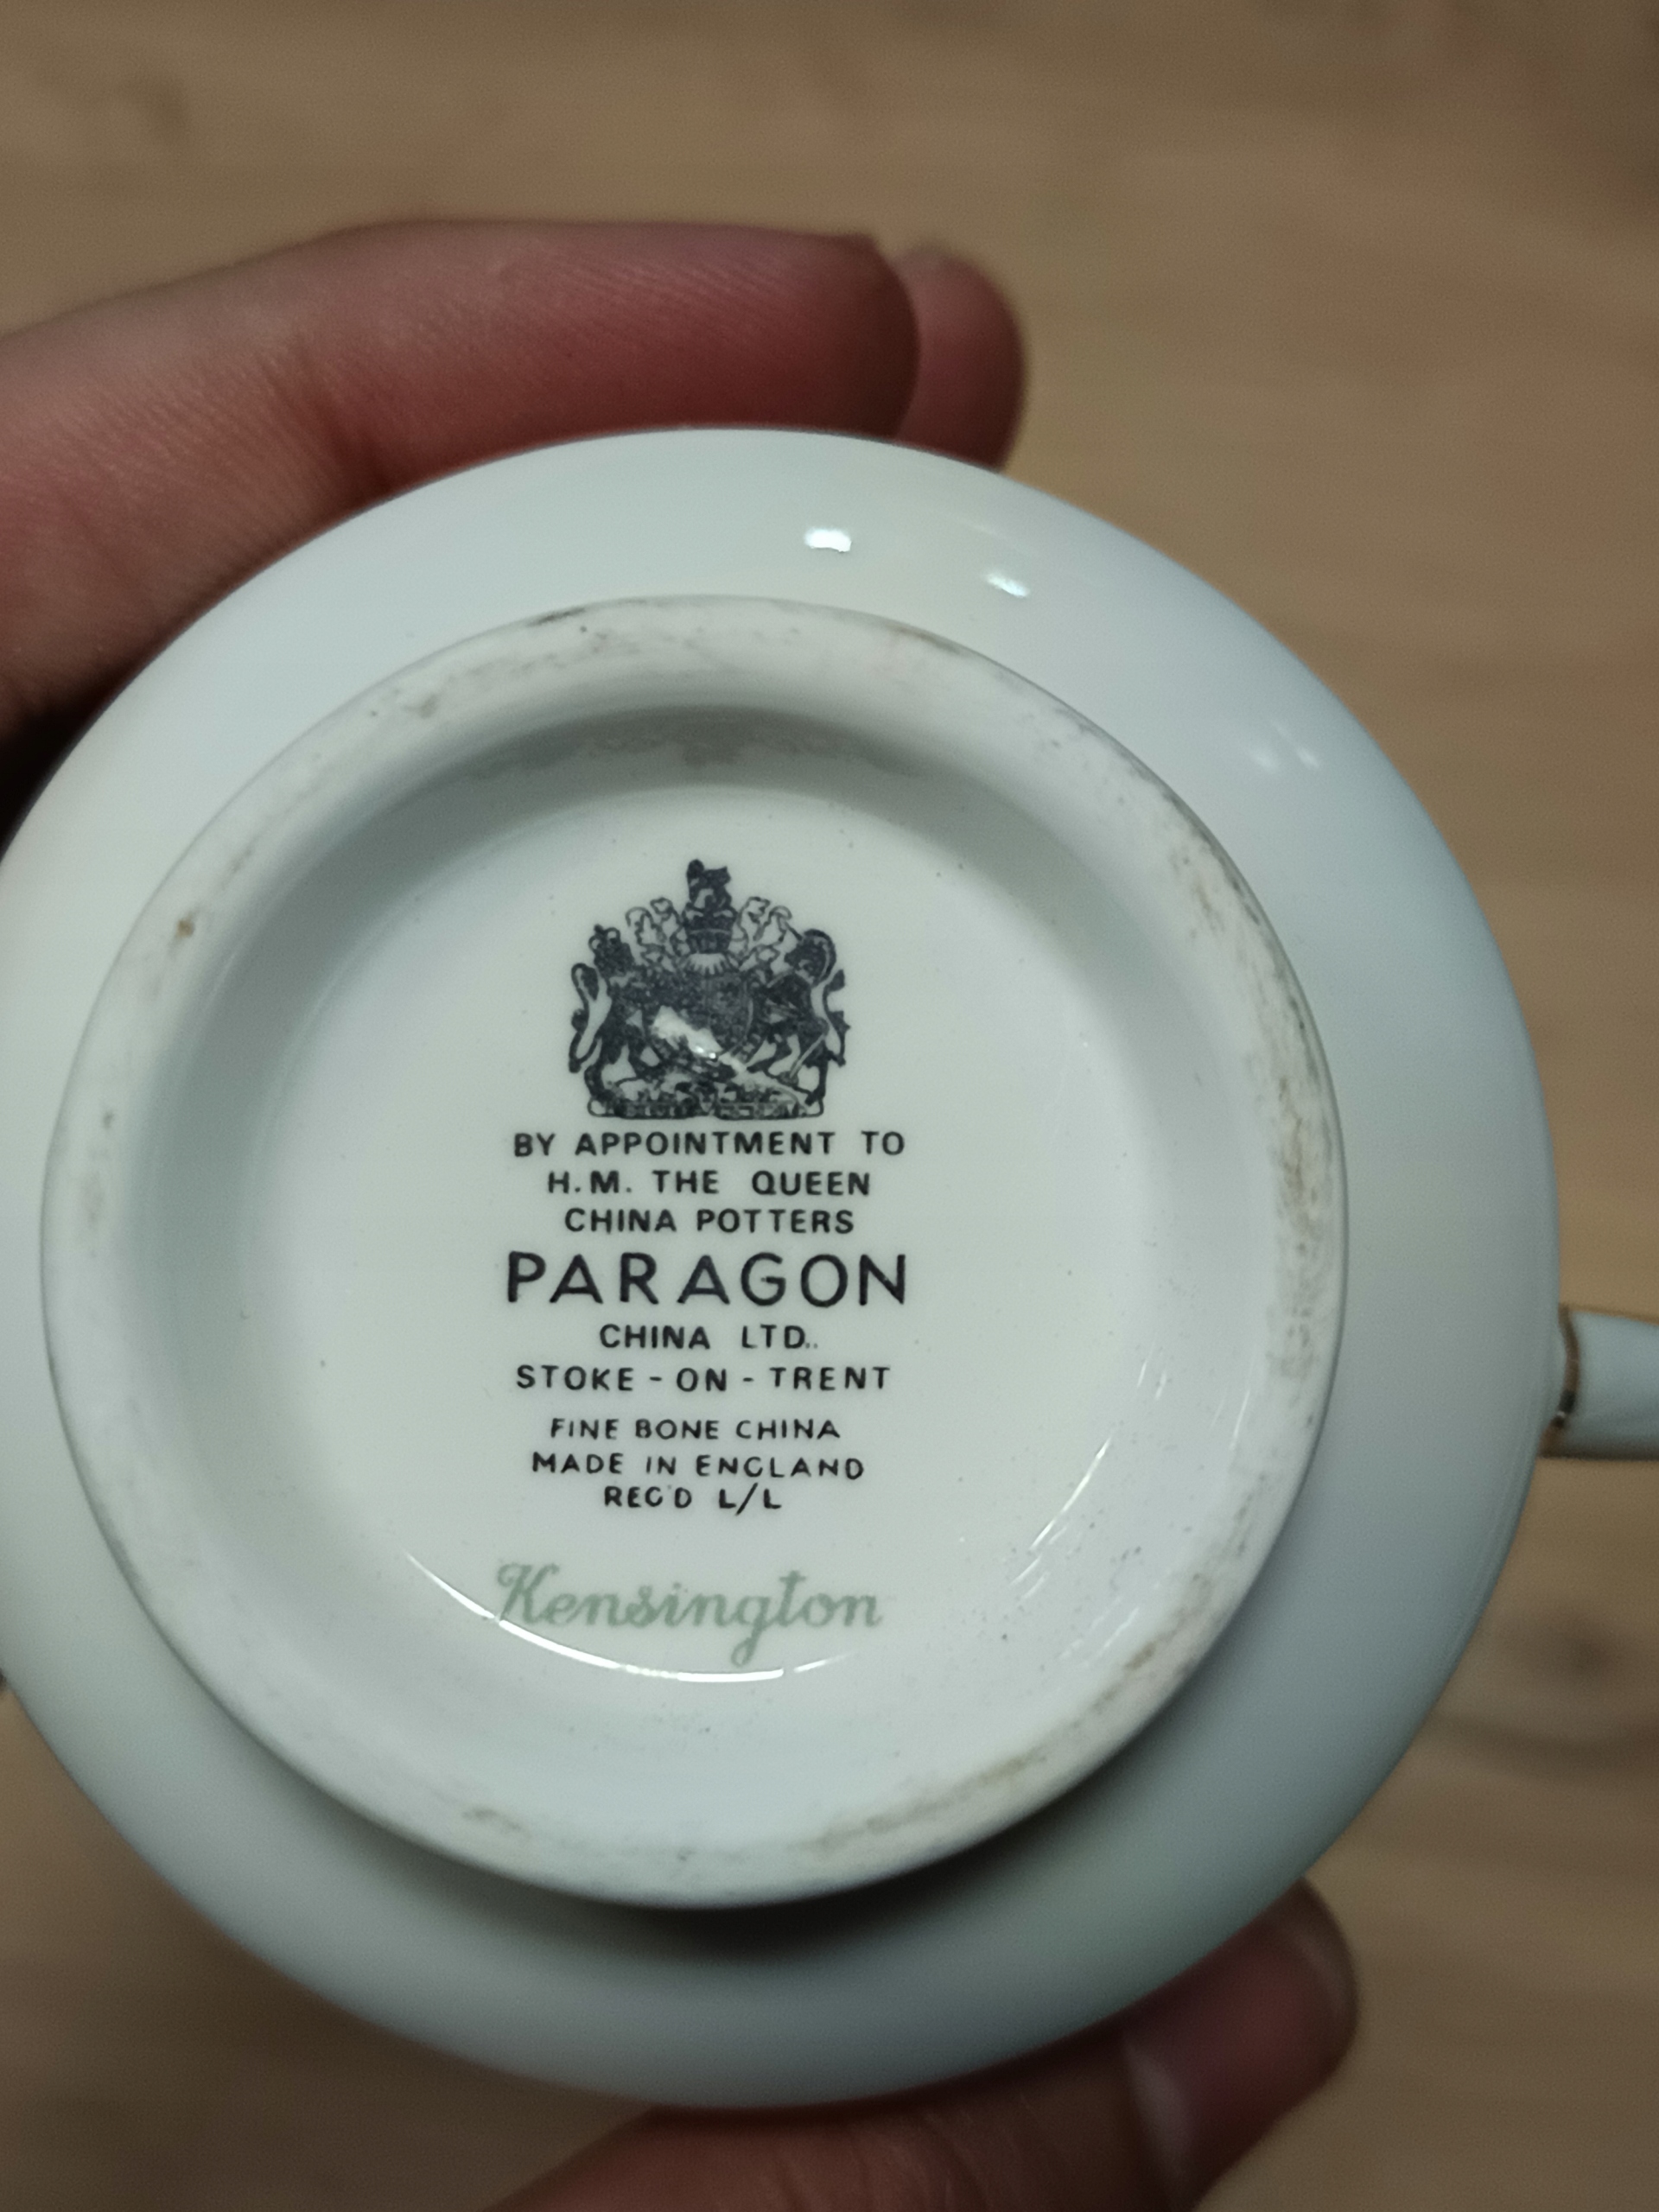 BY APPOINTMENT TO
H.M. THE QUEEN
CHINA POTTERS
PARAGON
CHINA LTD..
STOKE-ON-TRENT
FINE BONE CHINA
MADE IN ENGLAND
REG'D L/L
Kensington